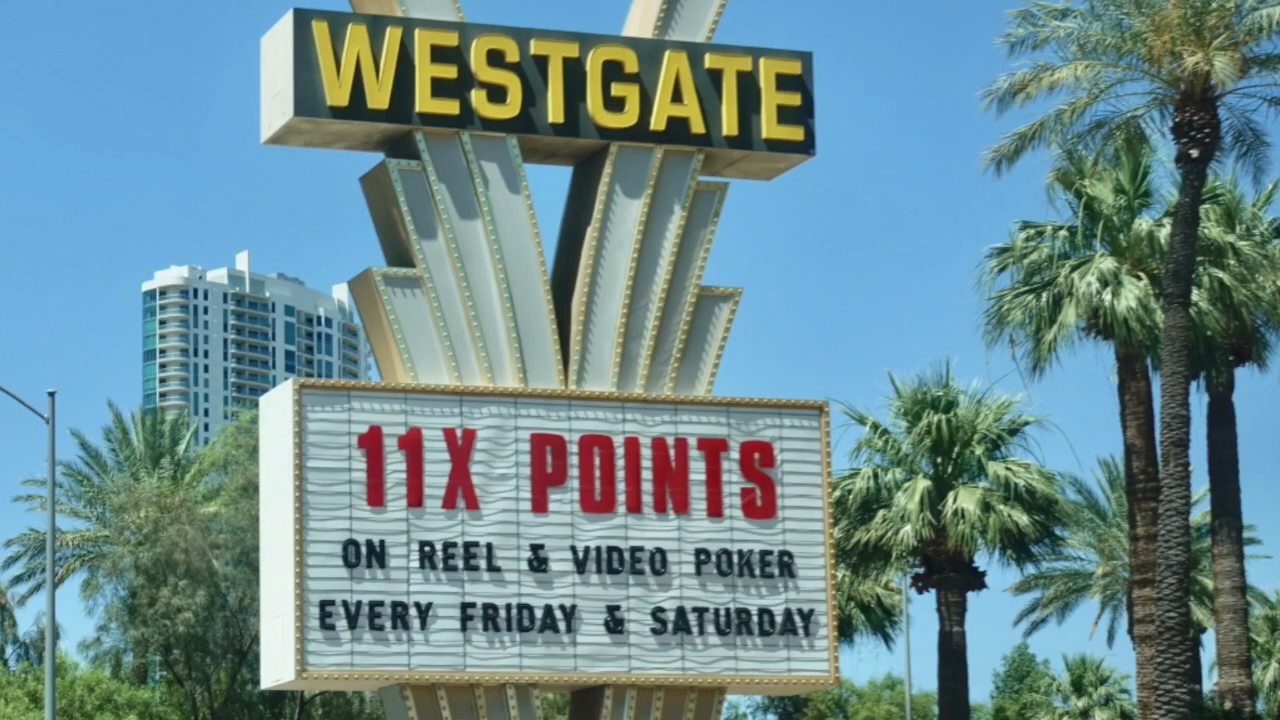 WESTGATE
11X POINTS
ON REEL & VIDEO POKER
EVERY FRIDAY & SATURDAY